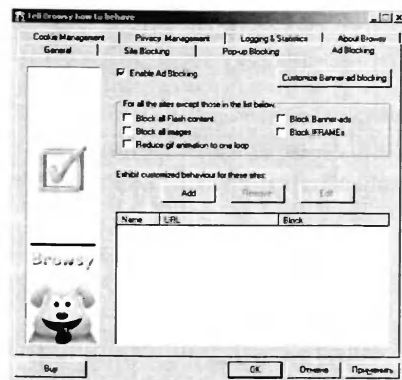 Tell Browsy how to behave
Cookie Management Privacy Management Logging & Statistics About Browsy
General Site Blocking Pop-up Blocking Ad Blocking
Enable Ad Blocking
Customize Banner-ad blocking
For all the sites except those in the list below:
Block all Flash content Block Banner-ads
Block all images Block IFRAMEs
Reduce gif animation to one loop
Exhibit customized behaviour for these sites:
Add Remove Edit
Name URL Block
Browsy
Buy OK Отмена Применить